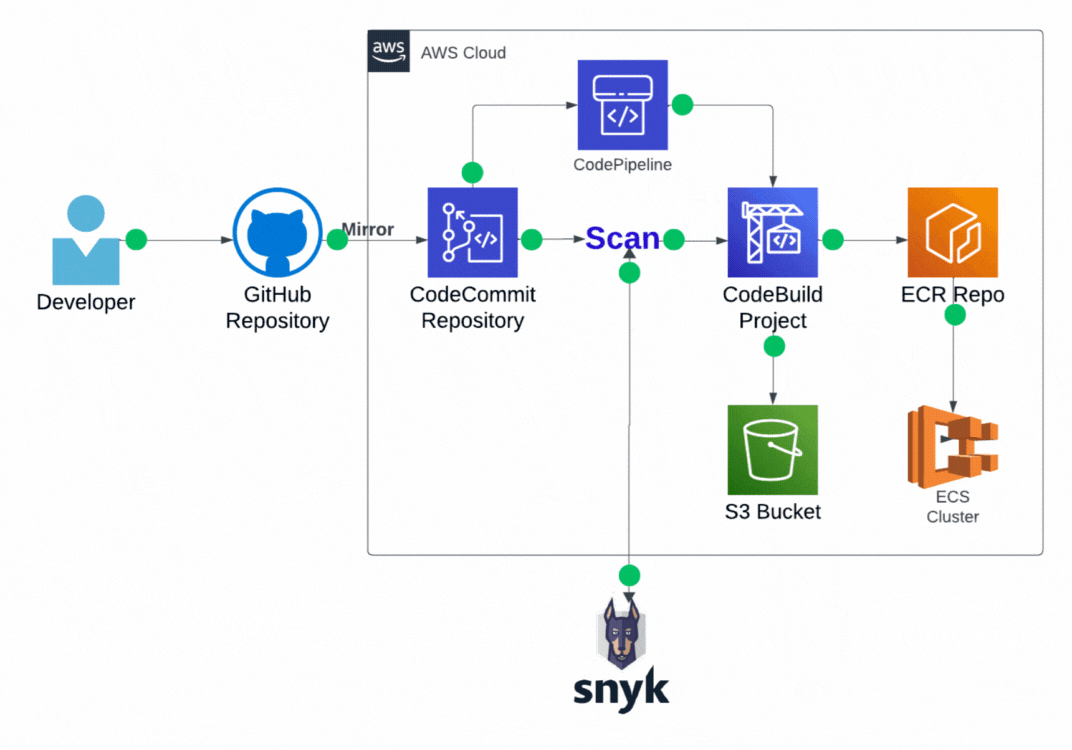 aws
AWS Cloud
CodePipeline
Mirror
Scan
Developer
GitHub
Repository
CodeCommit
Repository
CodeBuild
Project
ECR Repo
S3 Bucket
ECS
Cluster
snyk